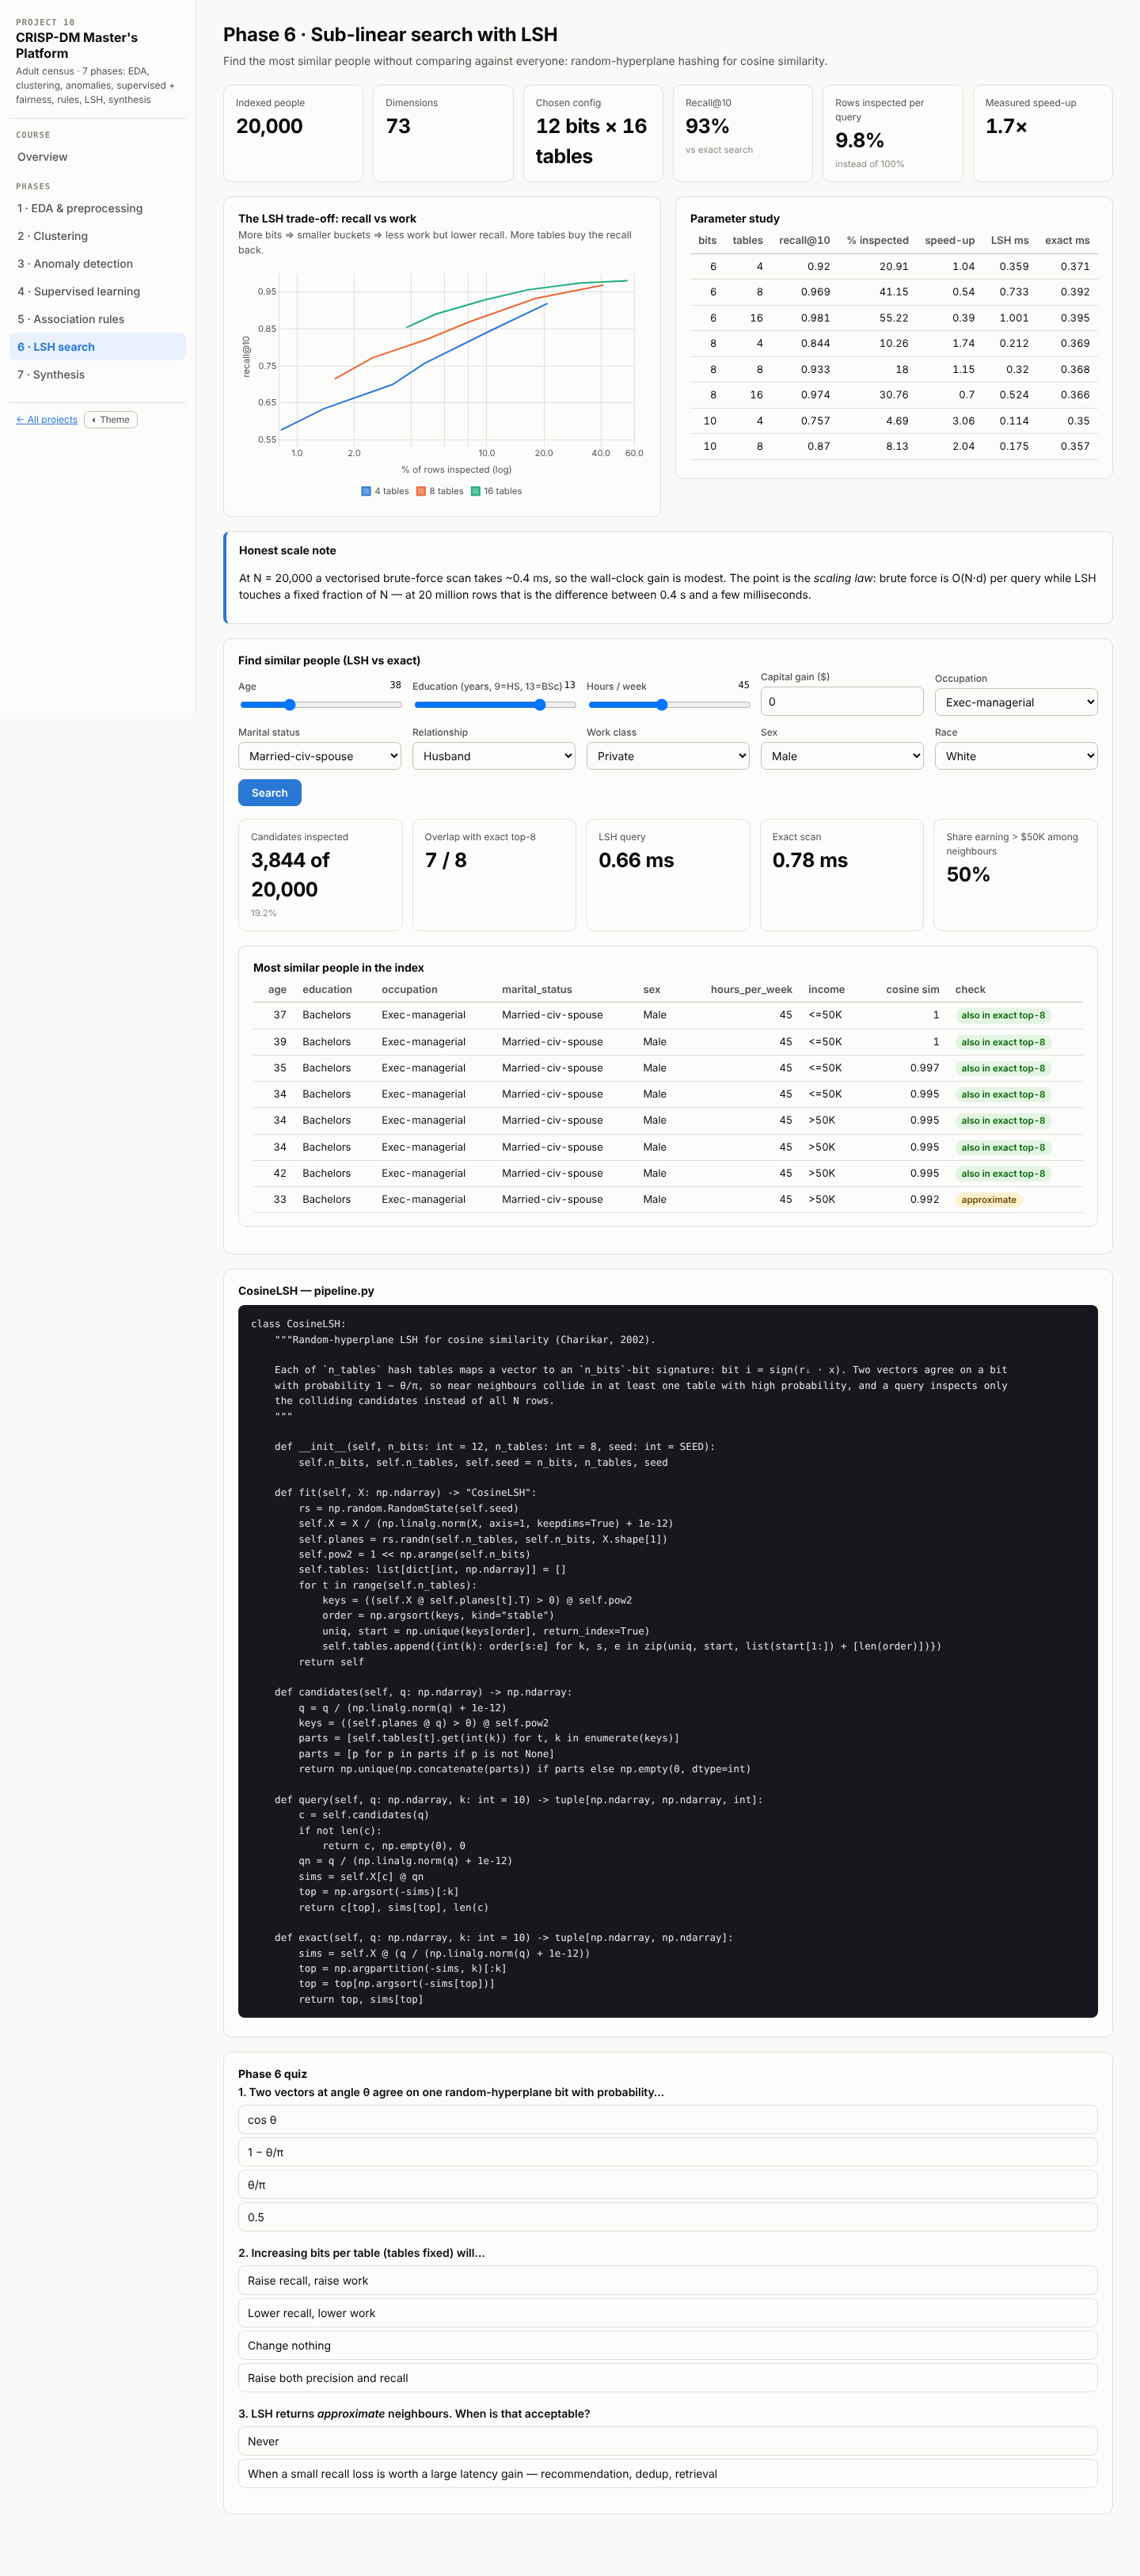 PROJECT 10
CRISP-DM Master's
Platform
Adult census · 7 phases: EDA,
clustering, anomalies, supervised +
fairness, rules, LSH, synthesis
COURSE
Overview
PHASES
1 · EDA & preprocessing
2 · Clustering
3 · Anomaly detection
4 · Supervised learning
5 · Association rules
6 · LSH search
7 · Synthesis
← All projects
Theme
Phase 6 · Sub-linear search with LSH
Find the most similar people without comparing against everyone: random-hyperplane hashing for cosine similarity.
Indexed people
20,000
Dimensions
73
Chosen config
12 bits × 16
tables
Recall@10
93%
vs exact search
Rows inspected per
query
9.8%
instead of 100%
Measured speed-up
1.7×
The LSH trade-off: recall vs work
More bits ⇒ smaller buckets ⇒ less work but lower recall. More tables buy the recall
back.
recall@10
0.95
0.85
0.75
0.65
0.55
1.0 2.0 10.0 20.0 40.0 60.0
% of rows inspected (log)
4 tables 8 tables 16 tables
Parameter study
bits tables recall@10 % inspected speed-up LSH ms exact ms
6 4 0.92 20.91 1.04 0.359 0.371
6 8 0.969 41.15 0.54 0.733 0.392
6 16 0.981 55.22 0.39 1.001 0.395
8 4 0.844 10.26 1.74 0.212 0.369
8 8 0.933 18 1.15 0.32 0.368
8 16 0.974 30.76 0.7 0.524 0.366
10 4 0.757 4.69 3.06 0.114 0.35
10 8 0.87 8.13 2.04 0.175 0.357
Honest scale note
At N = 20,000 a vectorised brute-force scan takes ~0.4 ms, so the wall-clock gain is modest. The point is the scaling law: brute force is O(N·d) per query while LSH
touches a fixed fraction of N — at 20 million rows that is the difference between 0.4 s and a few milliseconds.
Find similar people (LSH vs exact)
Age 38
Education (years, 9=HS, 13=BSc) 13
Hours / week 45
Capital gain ($)
0
Occupation
Exec-managerial
Marital status
Married-civ-spouse
Relationship
Husband
Work class
Private
Sex
Male
Race
White
Search
Candidates inspected
3,844 of
20,000
19.2%
Overlap with exact top-8
7 / 8
LSH query
0.66 ms
Exact scan
0.78 ms
Share earning > $50K among
neighbours
50%
Most similar people in the index
age education occupation marital_status sex hours_per_week income cosine sim check
37 Bachelors Exec-managerial Married-civ-spouse Male 45 <=50K 1 also in exact top-8
39 Bachelors Exec-managerial Married-civ-spouse Male 45 <=50K 1 also in exact top-8
35 Bachelors Exec-managerial Married-civ-spouse Male 45 <=50K 0.997 also in exact top-8
34 Bachelors Exec-managerial Married-civ-spouse Male 45 <=50K 0.995 also in exact top-8
34 Bachelors Exec-managerial Married-civ-spouse Male 45 >50K 0.995 also in exact top-8
34 Bachelors Exec-managerial Married-civ-spouse Male 45 >50K 0.995 also in exact top-8
42 Bachelors Exec-managerial Married-civ-spouse Male 45 >50K 0.995 also in exact top-8
33 Bachelors Exec-managerial Married-civ-spouse Male 45 >50K 0.992 approximate
CosineLSH — pipeline.py
class CosineLSH:
    """Random-hyperplane LSH for cosine similarity (Charikar, 2002).
    Each of `n_tables` hash tables maps a vector to an `n_bits`-bit signature: bit i = sign(rᵢ · x). Two vectors agree on a bit
    with probability 1 − θ/π, so near neighbours collide in at least one table with high probability, and a query inspects only
    the colliding candidates instead of all N rows.
    """
    def __init__(self, n_bits: int = 12, n_tables: int = 8, seed: int = SEED):
        self.n_bits, self.n_tables, self.seed = n_bits, n_tables, seed
    def fit(self, X: np.ndarray) -> "CosineLSH":
        rs = np.random.RandomState(self.seed)
        self.X = X / (np.linalg.norm(X, axis=1, keepdims=True) + 1e-12)
        self.planes = rs.randn(self.n_tables, self.n_bits, X.shape[1])
        self.pow2 = 1 << np.arange(self.n_bits)
        self.tables: list[dict[int, np.ndarray]] = []
        for t in range(self.n_tables):
            keys = ((self.X @ self.planes[t].T) > 0) @ self.pow2
            order = np.argsort(keys, kind="stable")
            uniq, start = np.unique(keys[order], return_index=True)
            self.tables.append({int(k): order[s:e] for k, s, e in zip(uniq, start, list(start[1:]) + [len(order)])})
        return self
    def candidates(self, q: np.ndarray) -> np.ndarray:
        q = q / (np.linalg.norm(q) + 1e-12)
        keys = ((self.planes @ q) > 0) @ self.pow2
        parts = [self.tables[t].get(int(k)) for t, k in enumerate(keys)]
        parts = [p for p in parts if p is not None]
        return np.unique(np.concatenate(parts)) if parts else np.empty(0, dtype=int)
    def query(self, q: np.ndarray, k: int = 10) -> tuple[np.ndarray, np.ndarray, int]:
        c = self.candidates(q)
        if not len(c):
            return c, np.empty(0), 0
        qn = q / (np.linalg.norm(q) + 1e-12)
        sims = self.X[c] @ qn
        top = np.argsort(-sims)[:k]
        return c[top], sims[top], len(c)
    def exact(self, q: np.ndarray, k: int = 10) -> tuple[np.ndarray, np.ndarray]:
        sims = self.X @ (q / (np.linalg.norm(q) + 1e-12))
        top = np.argpartition(-sims, k)[:k]
        top = top[np.argsort(-sims[top])]
        return top, sims[top]
Phase 6 quiz
1. Two vectors at angle θ agree on one random-hyperplane bit with probability…
cos θ
1 − θ/π
θ/π
0.5
2. Increasing bits per table (tables fixed) will…
Raise recall, raise work
Lower recall, lower work
Change nothing
Raise both precision and recall
3. LSH returns approximate neighbours. When is that acceptable?
Never
When a small recall loss is worth a large latency gain — recommendation, dedup, retrieval